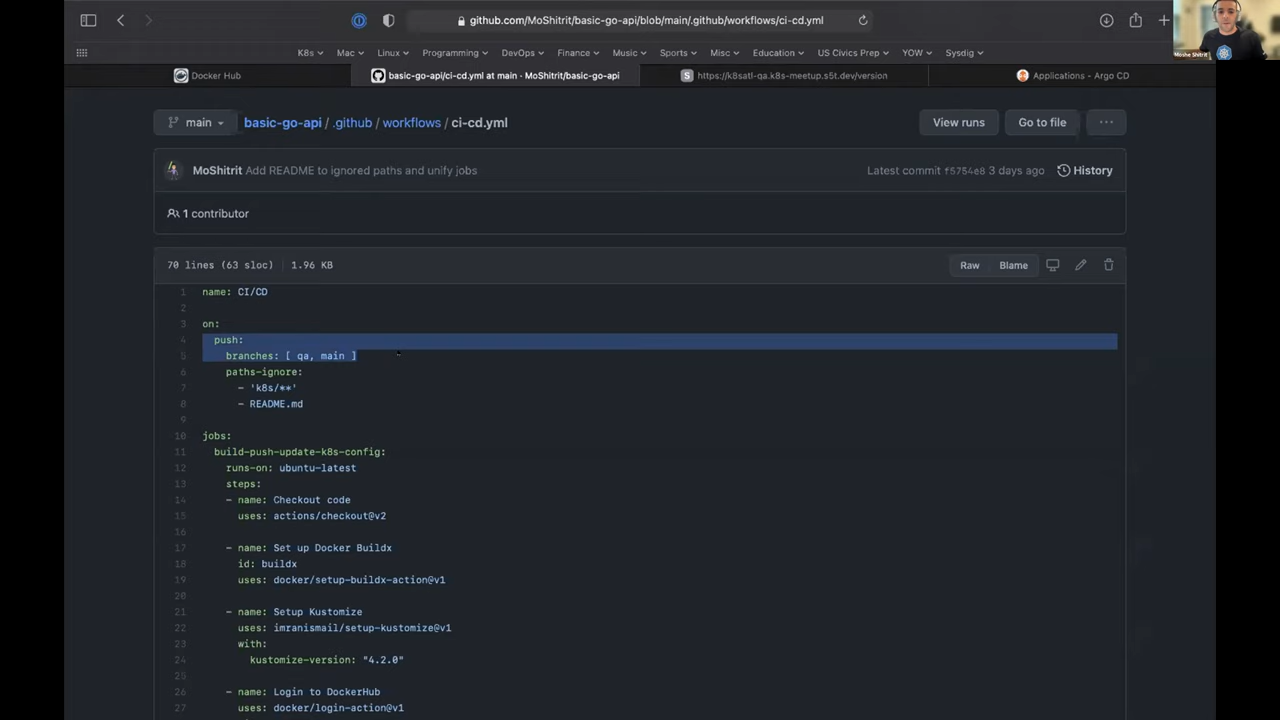 github.com/MoShitrit/basic-go-api/blob/main/.github/workflows/ci-cd.yml
K8s Mac Linux Programming DevOps Finance Music Sports Misc Education US Civics Prep YOW Sysdig
Docker Hub
basic-go-api/ci-cd.yml at main · MoShitrit/basic-go-api
https://k8satl-qa.k8s-meetup.s5t.dev/version
Applications - Argo CD
Moshe Shitrit
main
basic-go-api / .github / workflows / ci-cd.yml
View runs
Go to file
...
MoShitrit Add README to ignored paths and unify jobs
Latest commit f5754e8 3 days ago
History
1 contributor
70 lines (63 sloc) | 1.96 KB
Raw
Blame
1 name: CI/CD
2
3 on:
4 push:
5 branches: [ qa, main ]
6 paths-ignore:
7 - 'k8s/**'
8 - README.md
9
10 jobs:
11 build-push-update-k8s-config:
12 runs-on: ubuntu-latest
13 steps:
14 - name: Checkout code
15 uses: actions/checkout@v2
16
17 - name: Set up Docker Buildx
18 id: buildx
19 uses: docker/setup-buildx-action@v1
20
21 - name: Setup Kustomize
22 uses: imranismail/setup-kustomize@v1
23 with:
24 kustomize-version: "4.2.0"
25
26 - name: Login to DockerHub
27 uses: docker/login-action@v1